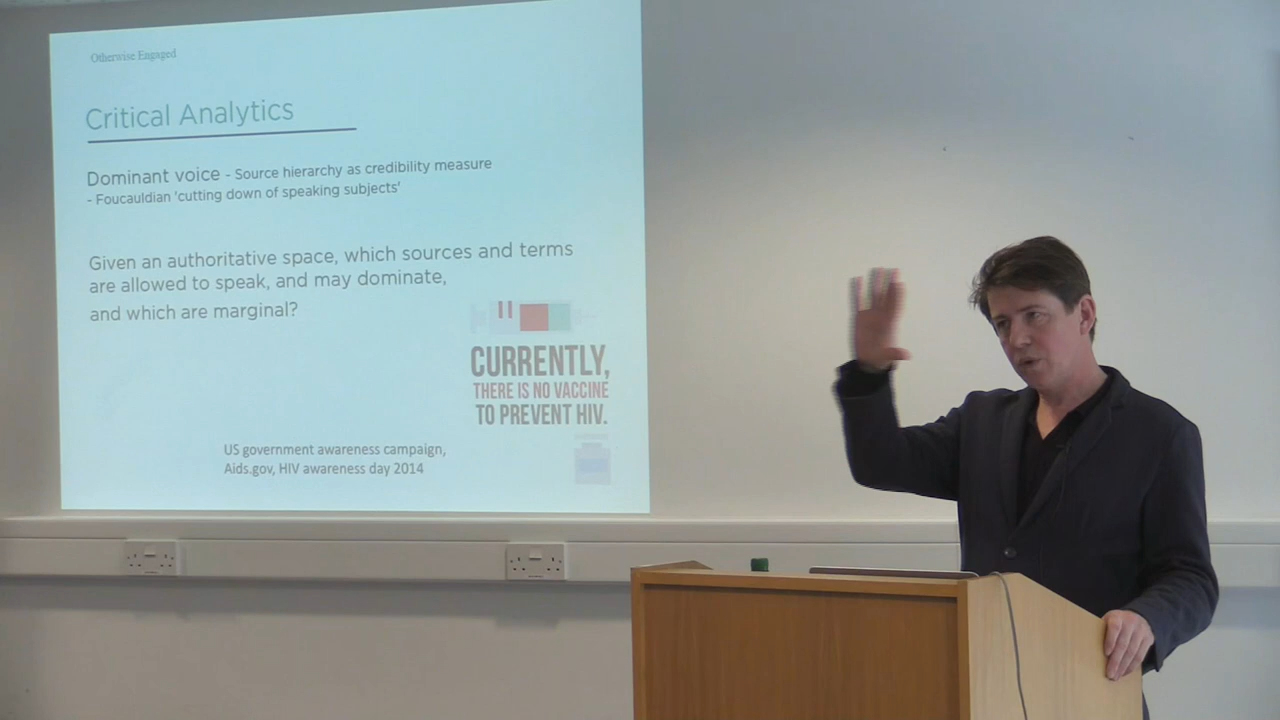 Otherwise Engaged
Critical Analytics
Dominant voice - Source hierarchy as credibility measure
- Foucauldian 'cutting down of speaking subjects'
Given an authoritative space, which sources and terms
are allowed to speak, and may dominate,
and which are marginal?
CURRENTLY,
THERE IS NO VACCINE
TO PREVENT HIV.
US government awareness campaign,
Aids.gov, HIV awareness day 2014